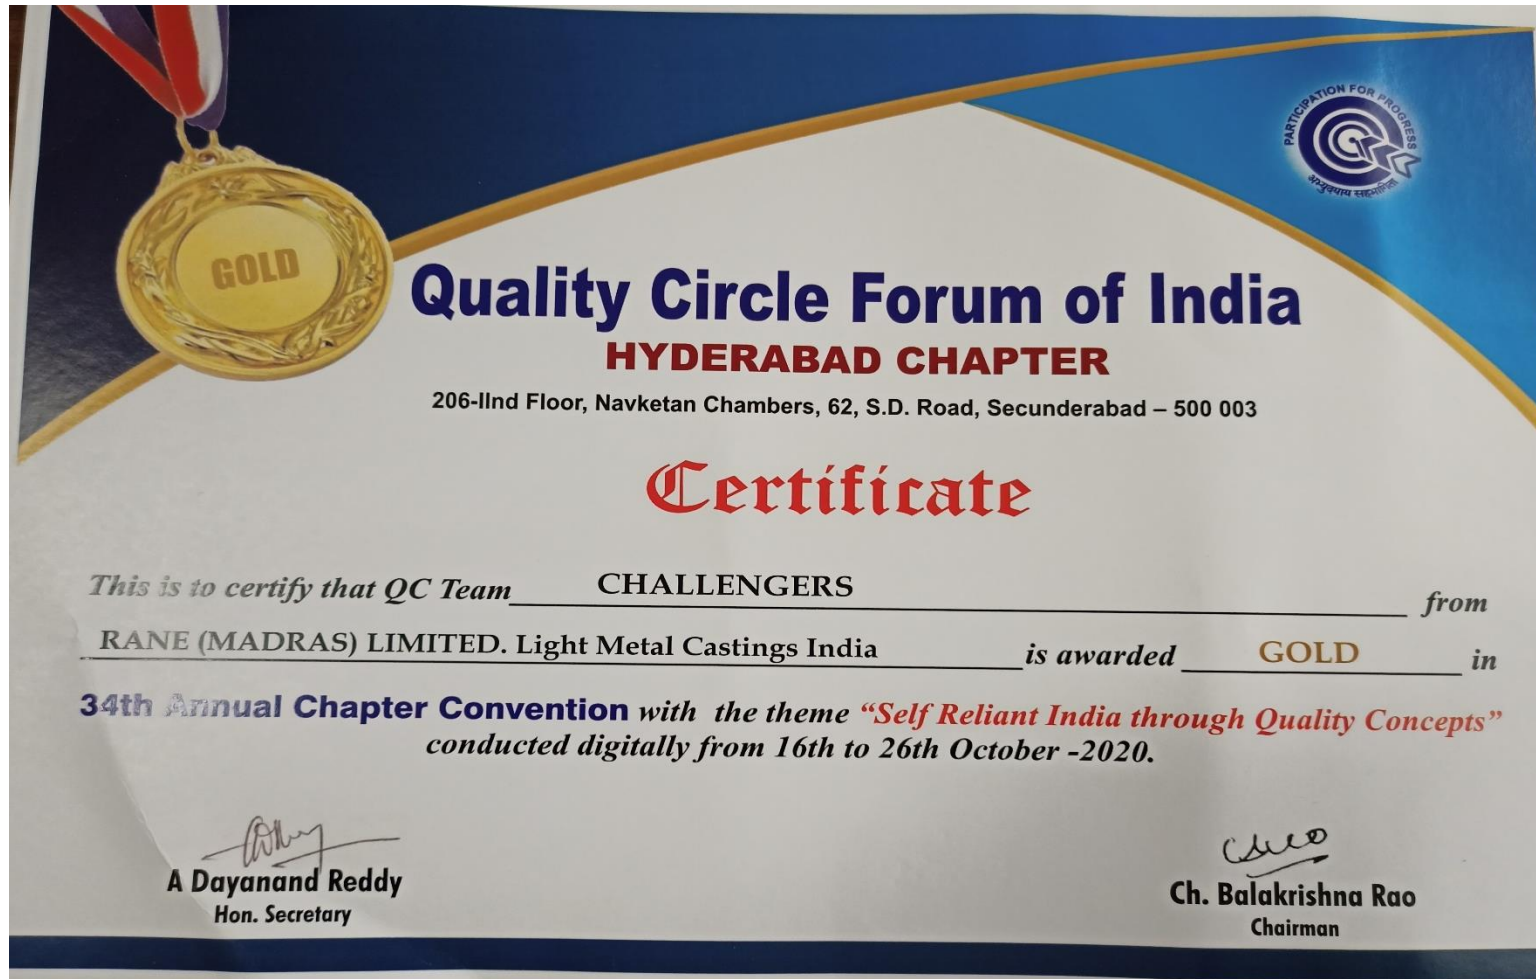 PARTICIPATION FOR PROGRESS
अभ्युदयाय सहभागिता
GOLD
Quality Circle Forum of India
HYDERABAD CHAPTER
206-IInd Floor, Navketan Chambers, 62, S.D. Road, Secunderabad – 500 003
Certificate
This is to certify that QC Team CHALLENGERS from
RANE (MADRAS) LIMITED. Light Metal Castings India is awarded GOLD in
34th Annual Chapter Convention with the theme “Self Reliant India through Quality Concepts”
conducted digitally from 16th to 26th October -2020.
A Dayanand Reddy
Hon. Secretary
Ch. Balakrishna Rao
Chairman